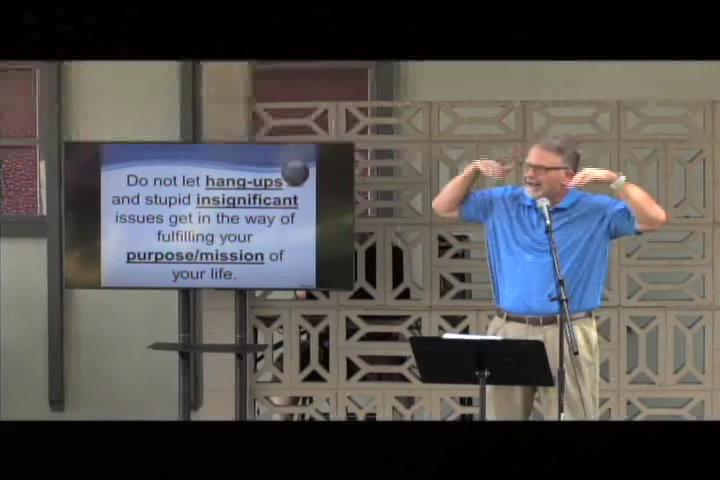 Do not let hang-ups
and stupid insignificant
issues get in the way of
fulfilling your
purpose/mission of
your life.